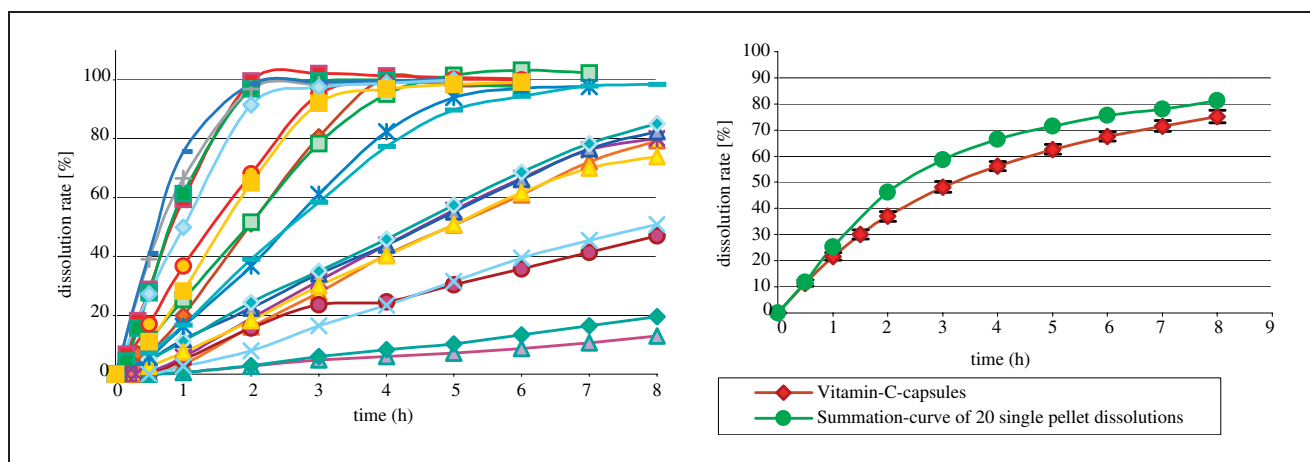 dissolution rate [%]
100
80
60
40
20
0
0 1 2 3 4 5 6 7 8
time (h)
dissolution rate [%]
100
90
80
70
60
50
40
30
20
10
0
0 1 2 3 4 5 6 7 8 9
time (h)
Vitamin-C-capsules
Summation-curve of 20 single pellet dissolutions